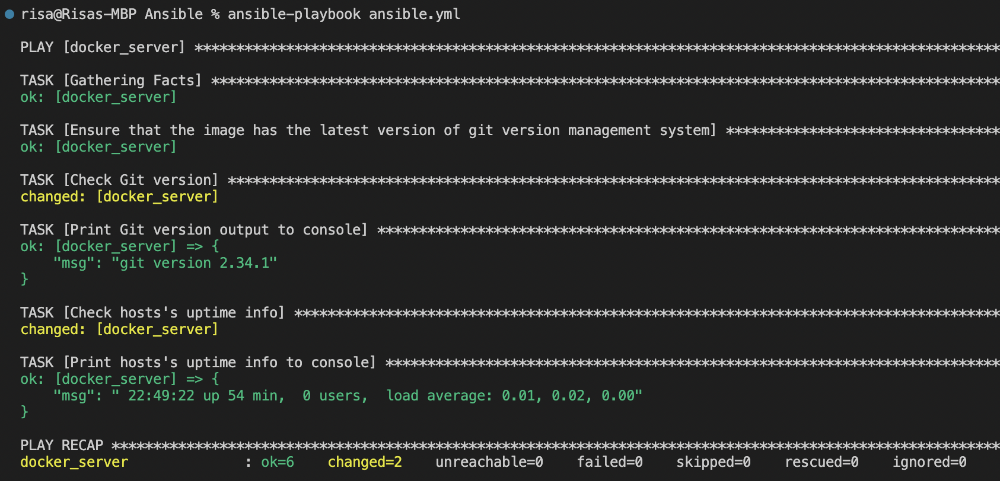 risa@Risas-MBP Ansible % ansible-playbook ansible.yml
PLAY [docker_server] *************************************************************************************************
TASK [Gathering Facts] ***********************************************************************************************
ok: [docker_server]
TASK [Ensure that the image has the latest version of git version management system] *********************************
ok: [docker_server]
TASK [Check Git version] *********************************************************************************************
changed: [docker_server]
TASK [Print Git version output to console] ***************************************************************************
ok: [docker_server] => {
    "msg": "git version 2.34.1"
}
TASK [Check hosts's uptime info] *************************************************************************************
changed: [docker_server]
TASK [Print hosts's uptime info to console] **************************************************************************
ok: [docker_server] => {
    "msg": " 22:49:22 up 54 min,  0 users,  load average: 0.01, 0.02, 0.00"
}
PLAY RECAP ***********************************************************************************************************
docker_server              : ok=6    changed=2    unreachable=0    failed=0    skipped=0    rescued=0    ignored=0